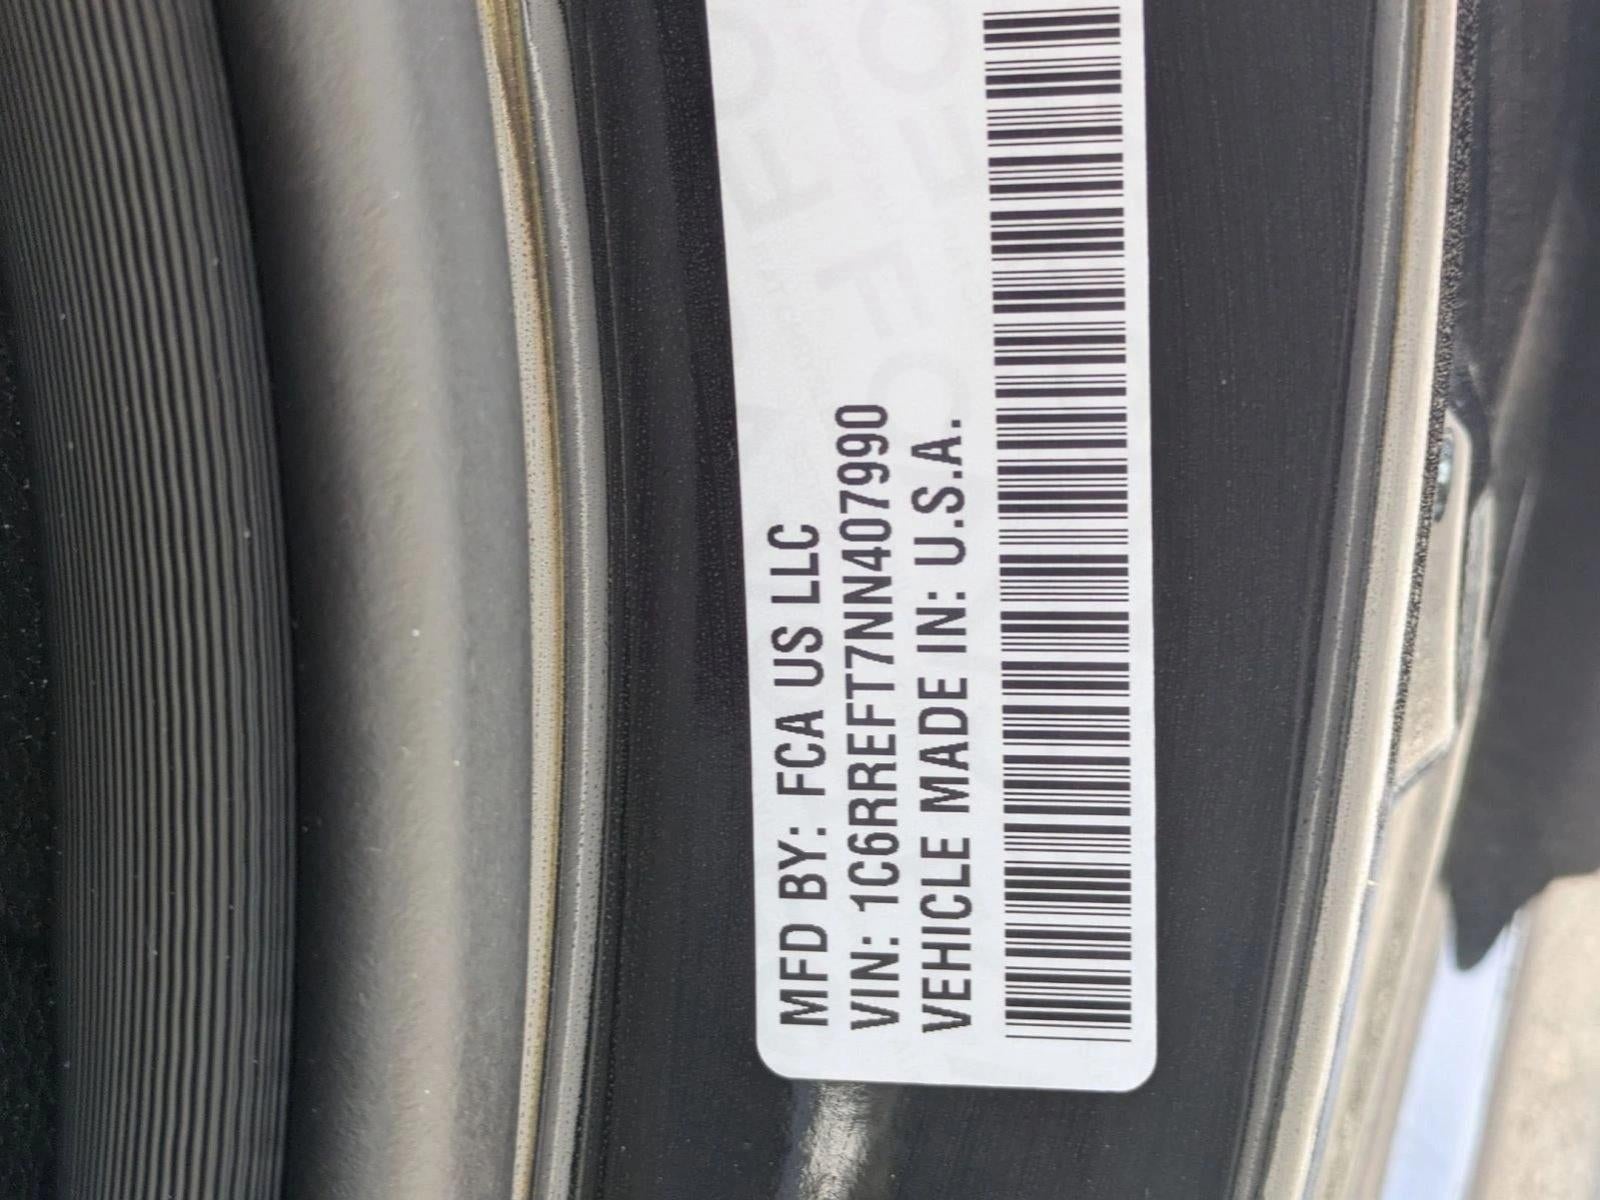 MFD BY: FCA US LLC
VIN: 1C6RREFT7NN407990
VEHICLE MADE IN: U.S.A.